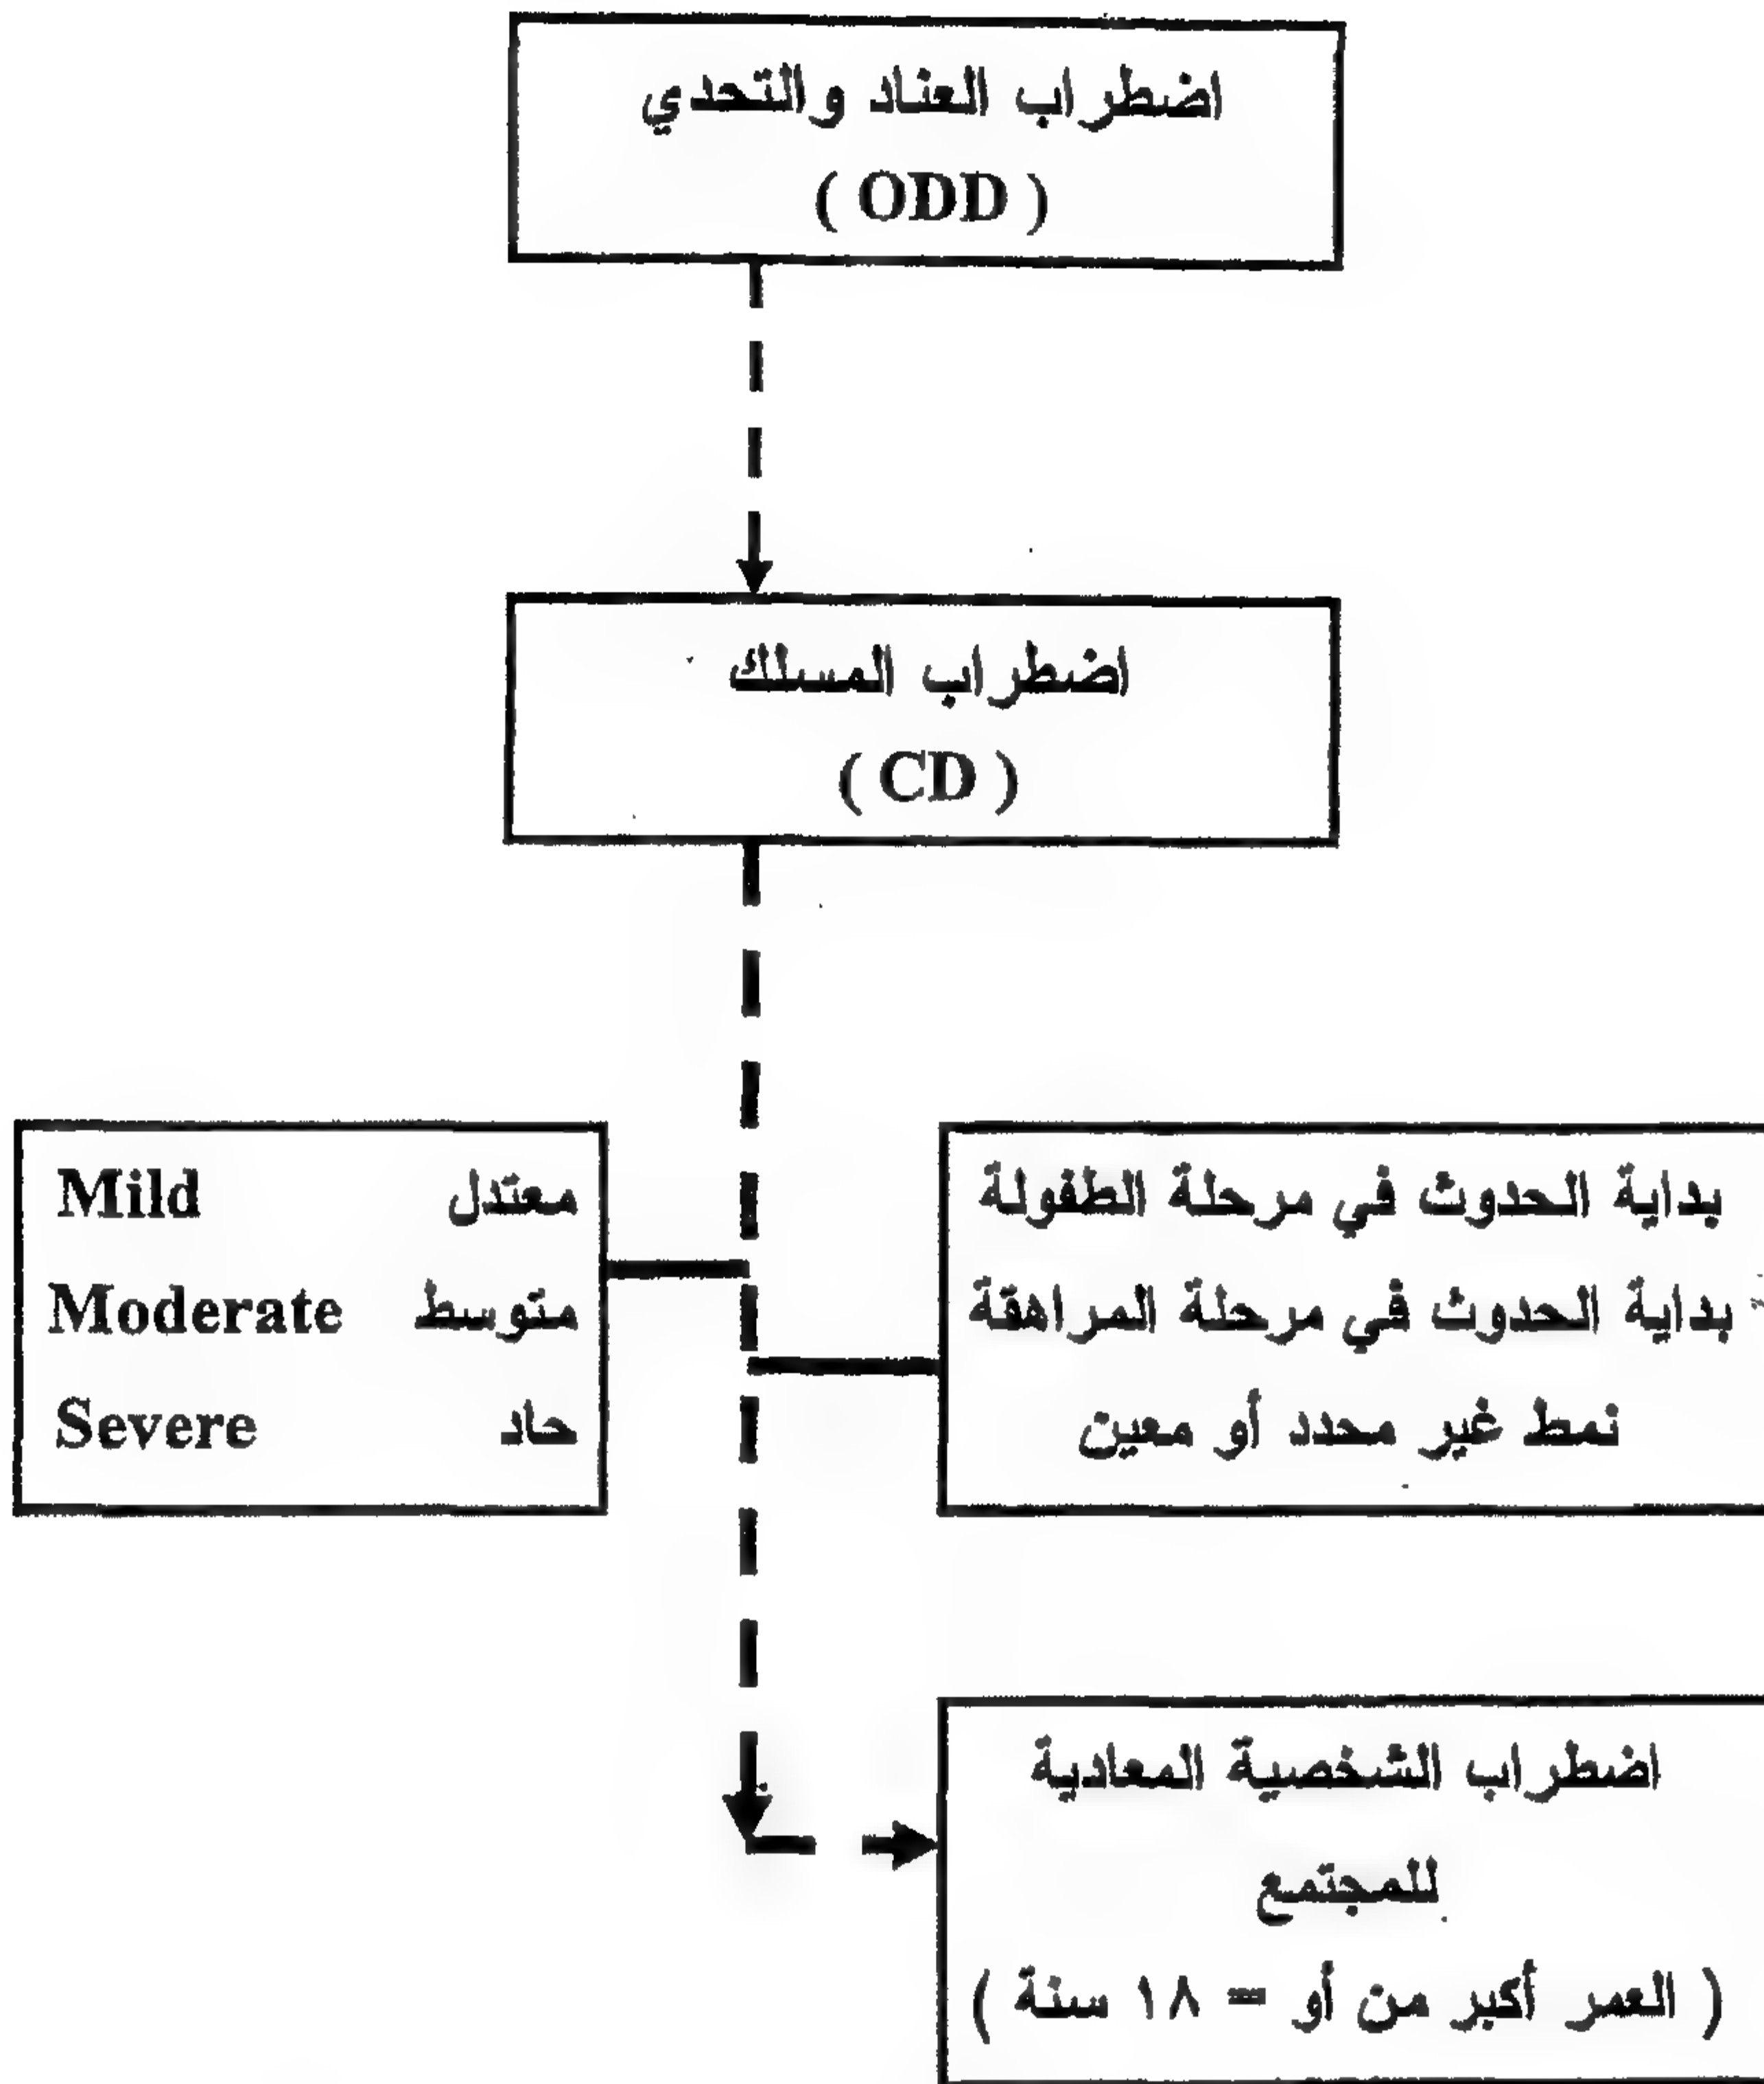 اضطراب العناد والتحدي
( ODD )
اضطراب المسلك
( CD )
بداية الحدوث في مرحلة الطفولة
بداية الحدوث في مرحلة المراهقة
نمط غير محدد أو معين
معتدل Mild
متوسط Moderate
حاد Severe
اضطراب الشخصية المعادية
للمجتمع
( العمر أكبر من أو = ١٨ سنة )